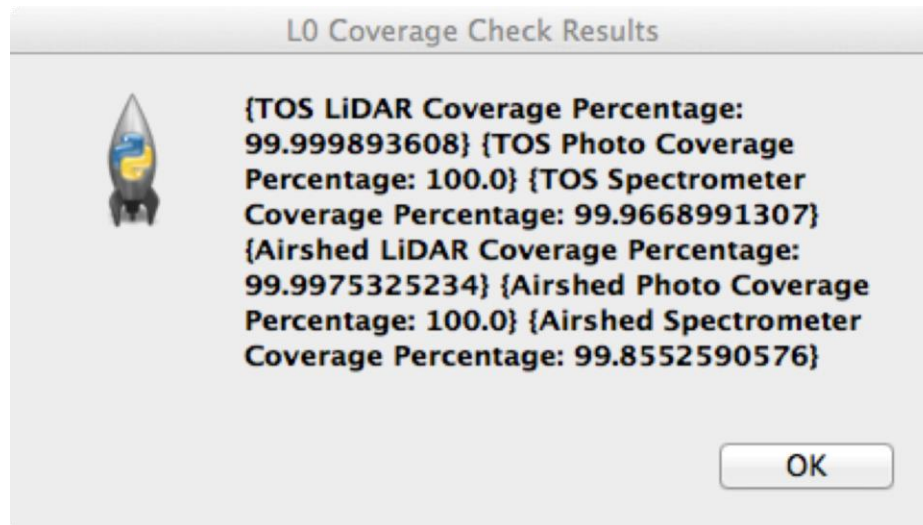 L0 Coverage Check Results
{TOS LiDAR Coverage Percentage:
99.999893608} {TOS Photo Coverage
Percentage: 100.0} {TOS Spectrometer
Coverage Percentage: 99.9668991307}
{Airshed LiDAR Coverage Percentage:
99.9975325234} {Airshed Photo Coverage
Percentage: 100.0} {Airshed Spectrometer
Coverage Percentage: 99.8552590576}
OK